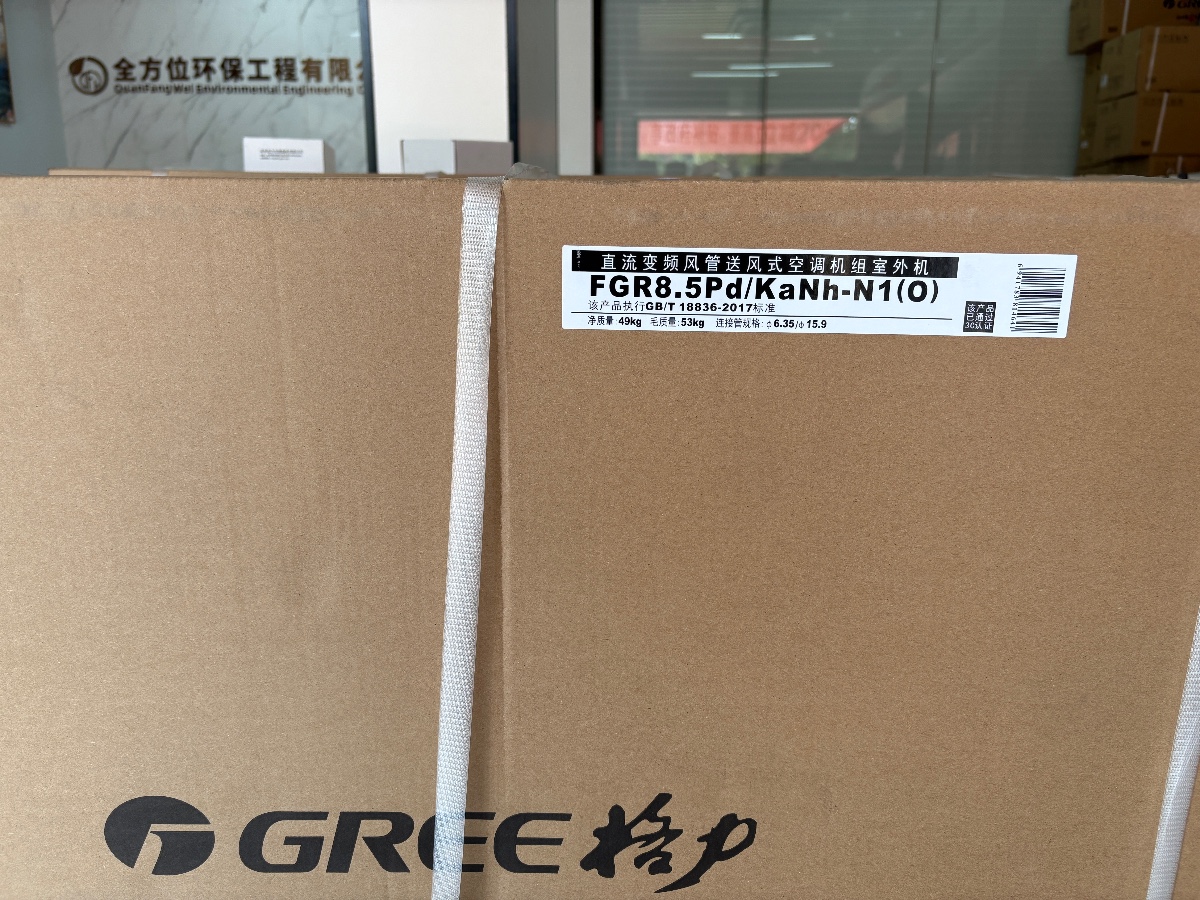 全方位环保工程有限
QuanFangWei Environmental Engineering
直流变频风管送风式空调机组室外机
FGR8.5Pd/KaNh-N1(O)
该产品执行GB/T 18836-2017标准
净质量:49kg 毛质量:53kg 连接管规格:φ6.35/φ15.9
该产品
已通过
3C认证
GREE 格力